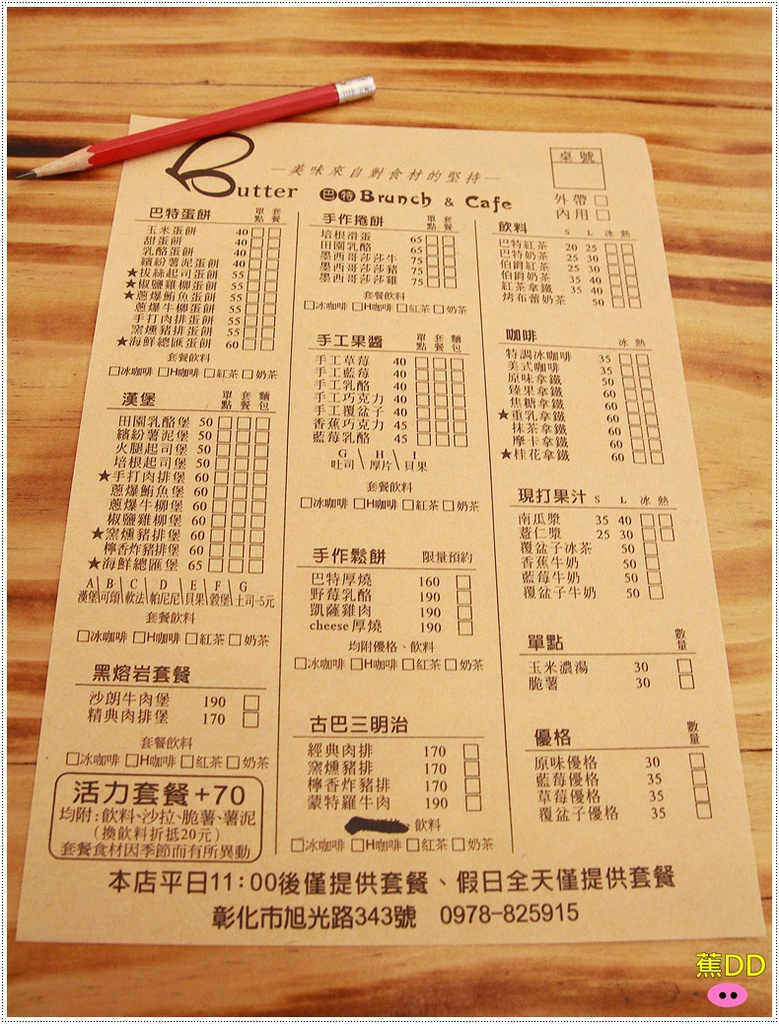 Butter
—美味來自對食材的堅持—
巴特 Brunch & Cafe
桌號
外帶□
內用□
巴特蛋餅 單點 套餐
玉米蛋餅 40
甜蛋餅
乳酪蛋餅 40
繽紛薯泥蛋餅 40
★拔絲起司蛋餅 55
★椒鹽雞柳蛋餅 55
★蔥爆鮪魚蛋餅 55
蔥爆牛柳蛋餅 55
手打肉排蛋餅 55
窯燻豬排蛋餅 55
★海鮮總匯蛋餅 60
套餐飲料
□冰咖啡 □H咖啡 □紅茶 □奶茶
漢堡 單點 套餐 麵包
田園乳酪堡 50
繽紛薯泥堡 50
火腿起司堡 50
培根起司堡 50
★手打肉排堡 60
蔥爆鮪魚堡 60
蔥爆牛柳堡 60
椒鹽雞柳堡 60
★窯燻豬排堡 60
檸香炸豬排堡 60
★海鮮總匯堡 65
A\B\C\D\E\F\G
漢堡\可頌\軟法\帕尼尼\貝果\穀堡\土司-5元
套餐飲料
□冰咖啡 □H咖啡 □紅茶 □奶茶
黑熔岩套餐
沙朗牛肉堡 190
精典肉排堡 170
套餐飲料
□冰咖啡 □H咖啡 □紅茶 □奶茶
活力套餐+70
均附:飲料、沙拉、脆薯、薯泥
(換飲料折抵20元)
套餐食材因季節而有所異動
手作捲餅 單點 套餐
培根滑蛋 65
田園乳酪 65
墨西哥莎莎牛 75
墨西哥莎莎豬 75
墨西哥莎莎雞 75
套餐飲料
□冰咖啡 □H咖啡 □紅茶 □奶茶
手工果醬 單點 套餐 麵包
手工草莓 40
手工藍莓 40
手工乳酪 40
手工巧克力 40
手工覆盆子 40
香蕉巧克力 45
藍莓乳酪 45
G\H\I
吐司/厚片\貝果
套餐飲料
□冰咖啡 □H咖啡 □紅茶 □奶茶
手作鬆餅 限量預約
巴特厚燒 160
野莓乳酪 190
凱薩雞肉 190
cheese厚燒 190
均附優格、飲料
□冰咖啡 □H咖啡 □紅茶 □奶茶
古巴三明治
經典肉排 170
窯燻豬排 170
檸香炸豬排 170
蒙特羅牛肉 190
飲料
□冰咖啡 □H咖啡 □紅茶 □奶茶
飲料 S L 冰 熱
巴特紅茶 20 25
巴特奶茶 25 30
伯爵紅茶 25 30
伯爵奶茶 35 40
紅茶拿鐵 35 40
烤布蕾奶茶 50
咖啡 冰 熱
特調冰咖啡 35
美式咖啡 35
原味拿鐵 50
臻果拿鐵 60
焦糖拿鐵 60
★重乳拿鐵 60
抹茶拿鐵 60
摩卡拿鐵 60
★桂花拿鐵 60
現打果汁 S L 冰 熱
南瓜漿 35 40
薏仁漿 25 30
覆盆子冰茶 50
香蕉牛奶 50
藍莓牛奶 50
覆盆子牛奶 50
單點 數量
玉米濃湯 30
脆薯 30
優格 數量
原味優格 30
藍莓優格 35
草莓優格 35
覆盆子優格 35
本店平日11:00後僅提供套餐、假日全天僅提供套餐
彰化市旭光路343號 0978-825915
蕉DD